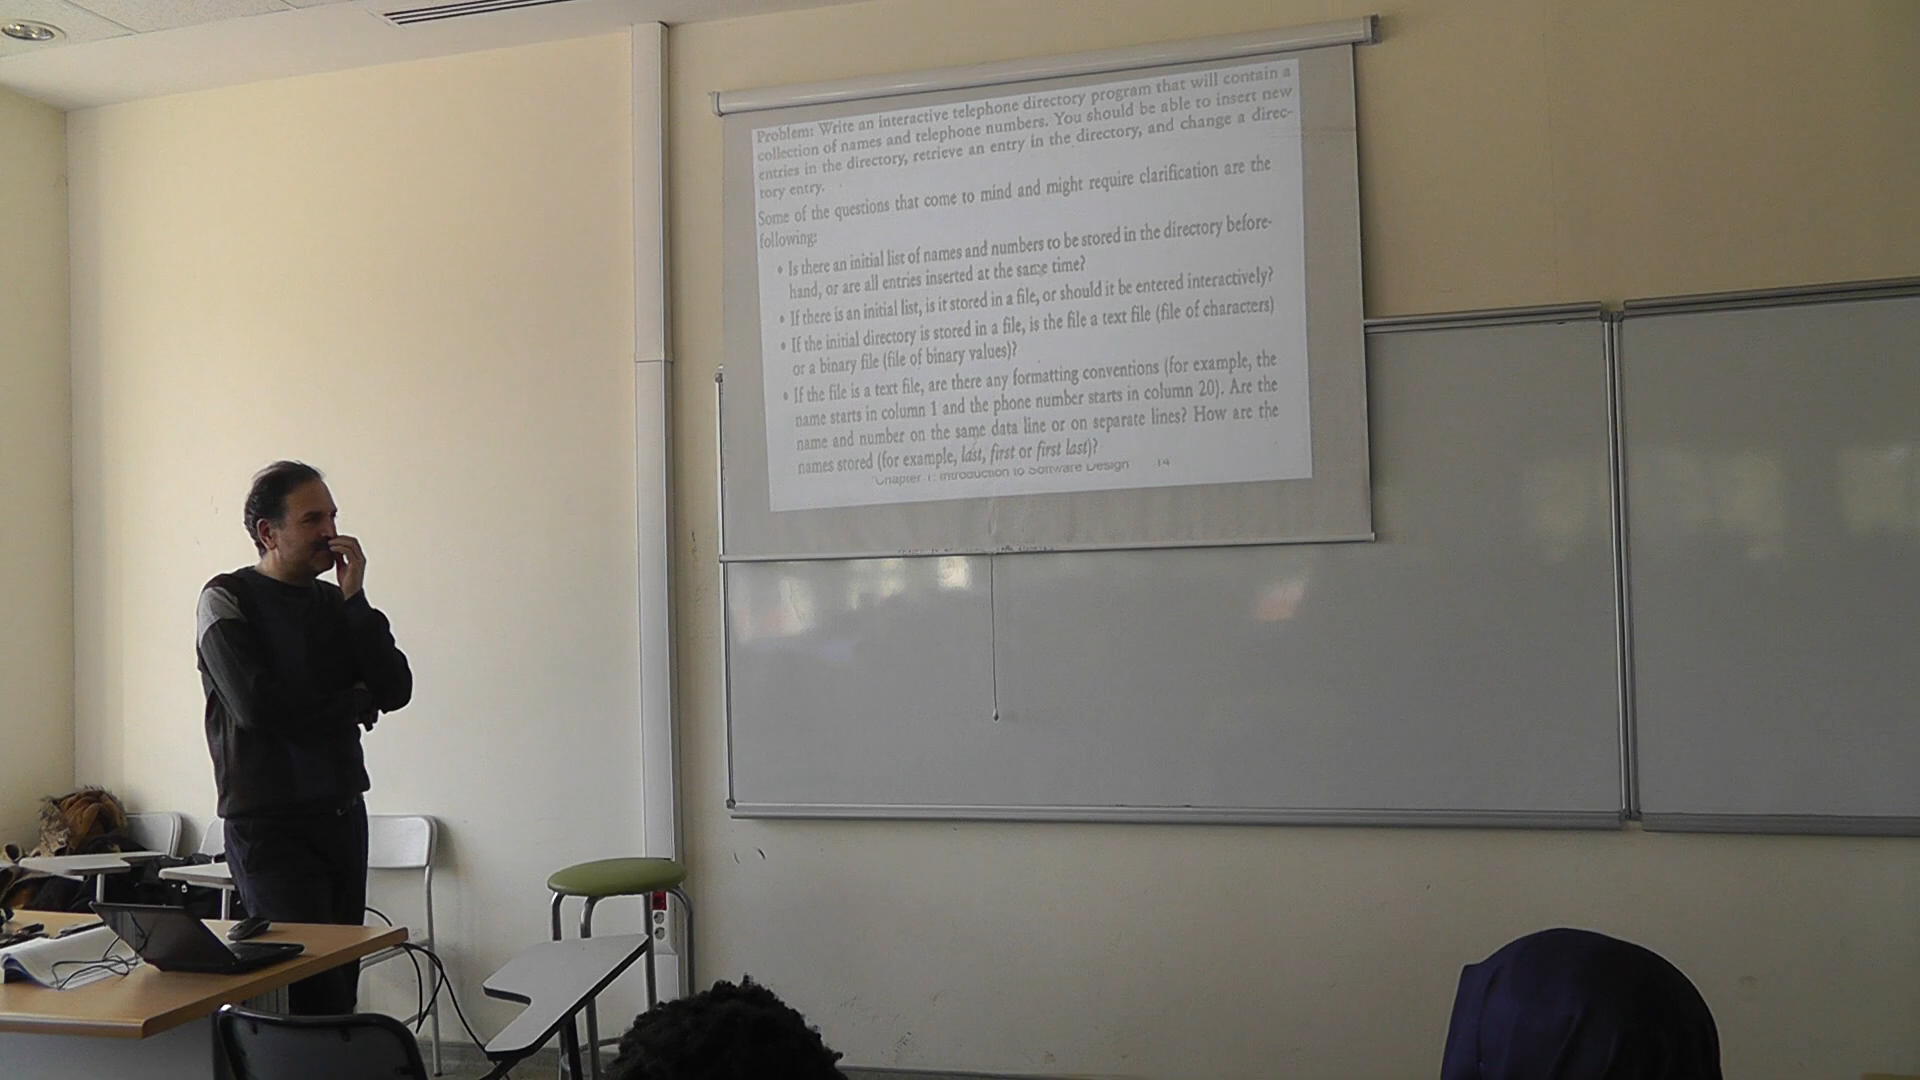 Problem: Write an interactive telephone directory program that will contain a
collection of names and telephone numbers. You should be able to insert new
entries in the directory, retrieve an entry in the directory, and change a direc-
tory entry.
Some of the questions that come to mind and might require clarification are the
following:
• Is there an initial list of names and numbers to be stored in the directory before-
hand, or are all entries inserted at the same time?
• If there is an initial list, is it stored in a file, or should it be entered interactively?
• If the initial directory is stored in a file, is the file a text file (file of characters)
or a binary file (file of binary values)?
• If the file is a text file, are there any formatting conventions (for example, the
name starts in column 1 and the phone number starts in column 20). Are the
name and number on the same data line or on separate lines? How are the
names stored (for example, last, first or first last)?
Chapter 1: Introduction to Software Design 14